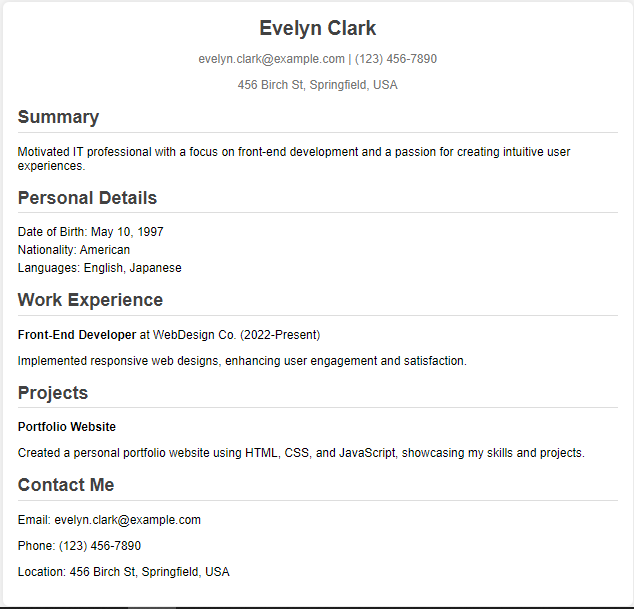 Evelyn Clark
evelyn.clark@example.com | (123) 456-7890
456 Birch St, Springfield, USA
Summary
Motivated IT professional with a focus on front-end development and a passion for creating intuitive user
experiences.
Personal Details
Date of Birth: May 10, 1997
Nationality: American
Languages: English, Japanese
Work Experience
Front-End Developer at WebDesign Co. (2022-Present)
Implemented responsive web designs, enhancing user engagement and satisfaction.
Projects
Portfolio Website
Created a personal portfolio website using HTML, CSS, and JavaScript, showcasing my skills and projects.
Contact Me
Email: evelyn.clark@example.com
Phone: (123) 456-7890
Location: 456 Birch St, Springfield, USA